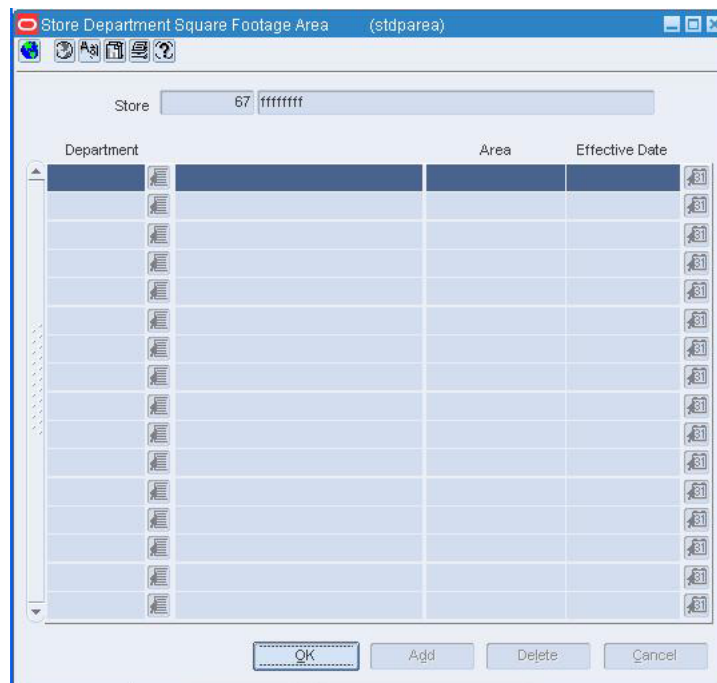 Store Department Square Footage Area (stdparea)
Store 67 ffffffff
Department Area Effective Date
OK Add Delete Cancel